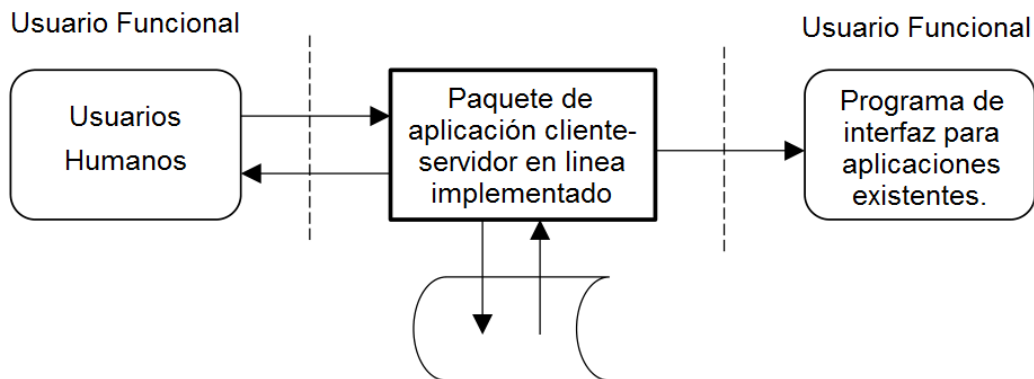 Usuario Funcional
Usuarios
Humanos
Paquete de
aplicación cliente-
servidor en linea
implementado
Usuario Funcional
Programa de
interfaz para
aplicaciones
existentes.